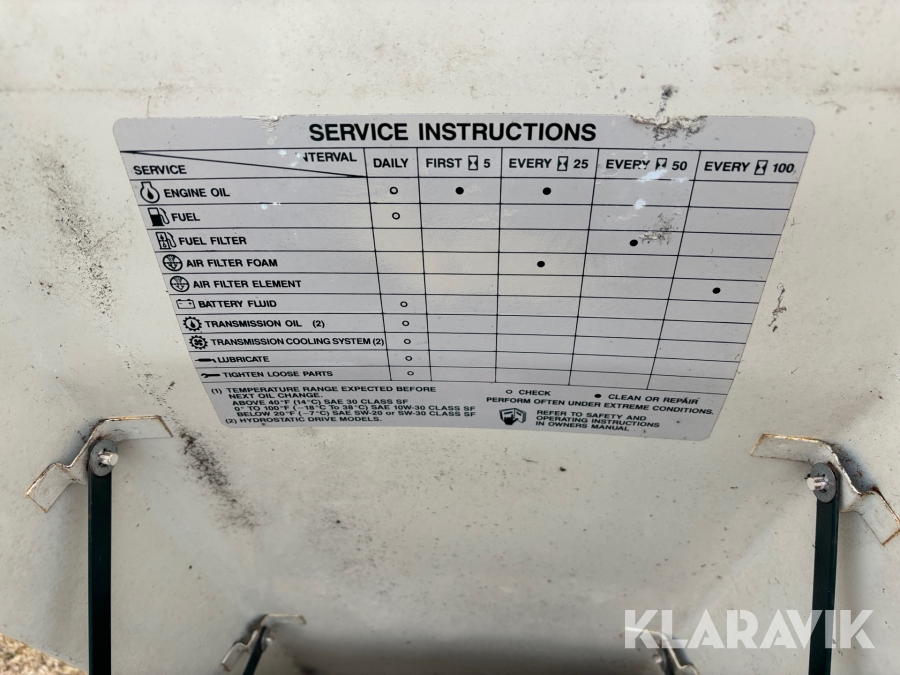 SERVICE INSTRUCTIONS
INTERVAL
SERVICE
DAILY FIRST 5 EVERY 25 EVERY 50 EVERY 100
ENGINE OIL
FUEL
FUEL FILTER
AIR FILTER FOAM
AIR FILTER ELEMENT
BATTERY FLUID
TRANSMISSION OIL (2)
TRANSMISSION COOLING SYSTEM (2)
LUBRICATE
TIGHTEN LOOSE PARTS
(1) TEMPERATURE RANGE EXPECTED BEFORE
NEXT OIL CHANGE.
ABOVE 40°F (14°C) SAE 30 CLASS SF
0° TO 100°F (−18°C To 38°C) SAE 10W-30 CLASS SF
BELOW 20°F (−7°C) SAE 5W-20 or 5W-30 CLASS SF
(2) HYDROSTATIC DRIVE MODELS.
○ CHECK ● CLEAN OR REPAIR
PERFORM OFTEN UNDER EXTREME CONDITIONS.
REFER TO SAFETY AND
OPERATING INSTRUCTIONS
IN OWNERS MANUAL
KLARAVIK